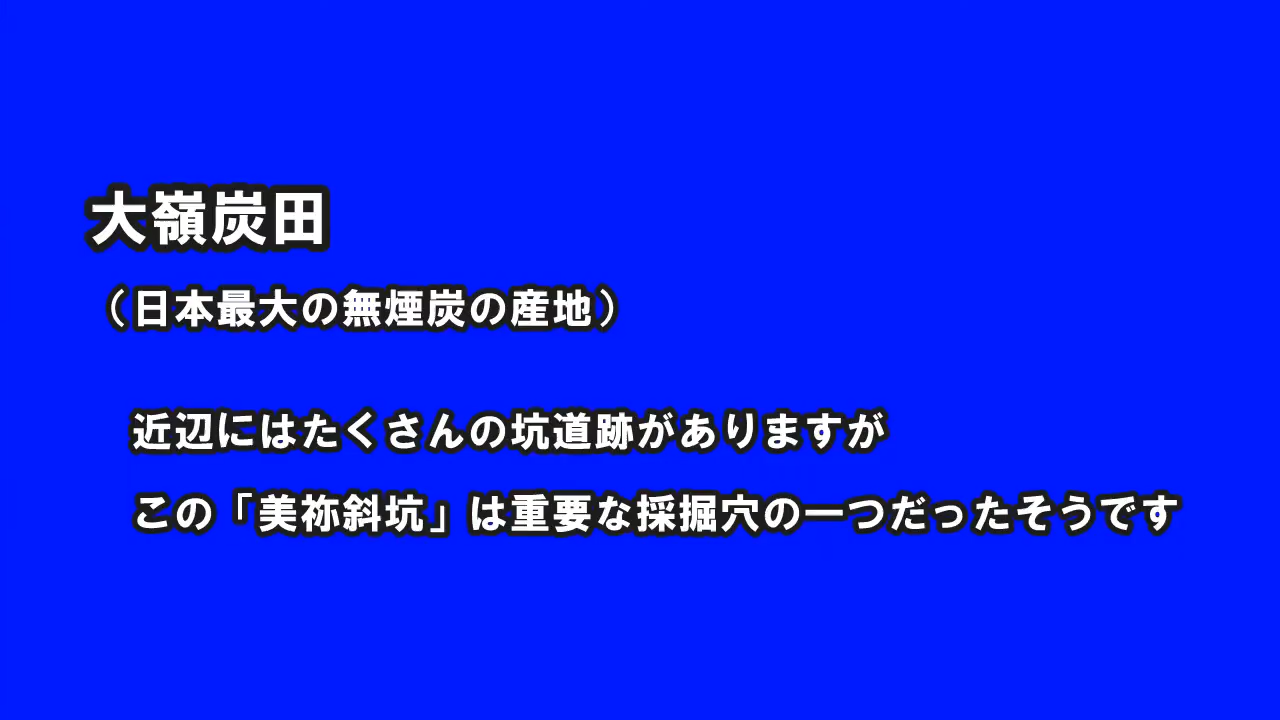 大嶺炭田
（日本最大の無煙炭の産地）
近辺にはたくさんの坑道跡がありますが
この「美祢斜坑」は重要な採掘穴の一つだったそうです